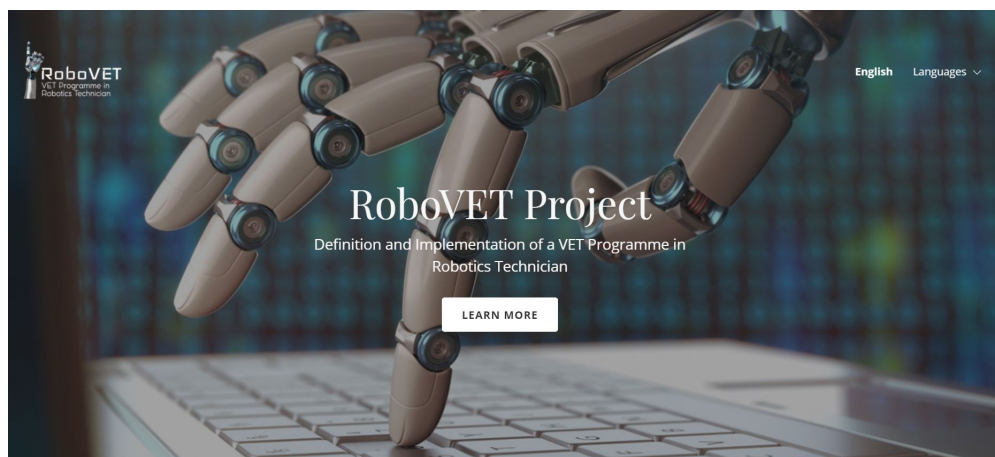 RoboVET
VET Programme in
Robotics Technician
English
Languages
RoboVET Project
Definition and Implementation of a VET Programme in
Robotics Technician
LEARN MORE